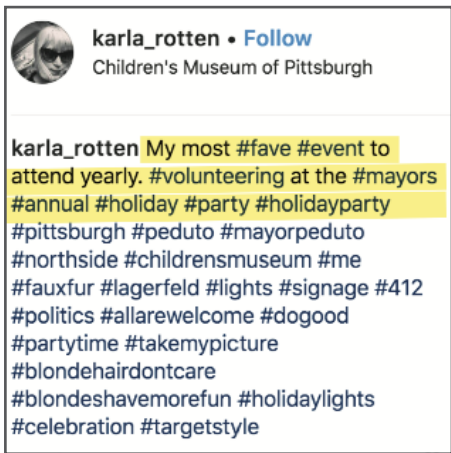 karla_rotten • Follow
Children's Museum of Pittsburgh
karla_rotten My most #fave #event to
attend yearly. #volunteering at the #mayors
#annual #holiday #party #holidayparty
#pittsburgh #peduto #mayorpeduto
#northside #childrensmuseum #me
#fauxfur #lagerfeld #lights #signage #412
#politics #allarewelcome #dogood
#partytime #takemypicture
#blondehairdontcare
#blondeshavemorefun #holidaylights
#celebration #targetstyle